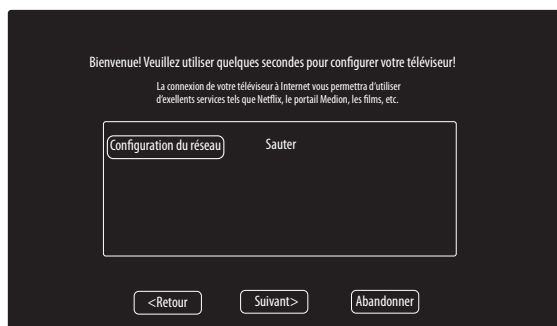 Bienvenue! Veuillez utiliser quelques secondes pour configurer votre téléviseur!
La connexion de votre téléviseur à Internet vous permettra d'utiliser
d'exellents services tels que Netflix, le portail Medion, les films, etc.
Configuration du réseau Sauter
<Retour Suivant> Abandonner